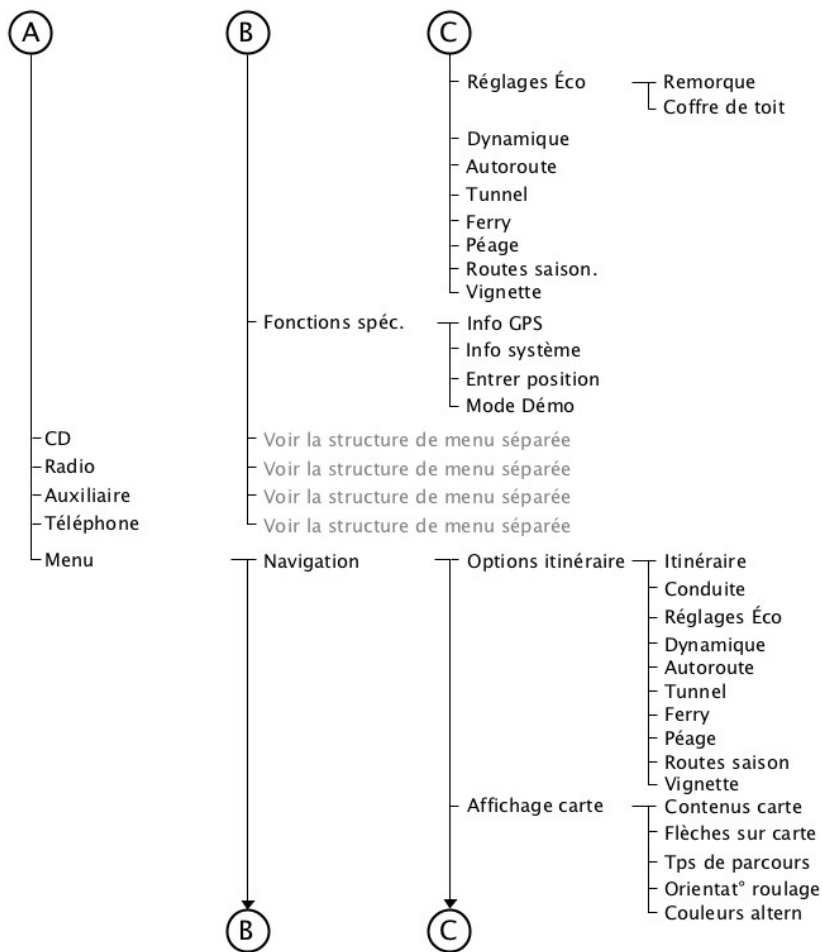 A B C
Réglages Éco Remorque
Coffre de toit
Dynamique
Autoroute
Tunnel
Ferry
Péage
Routes saison.
Vignette
Fonctions spéc. Info GPS
Info système
Entrer position
Mode Démo
CD Voir la structure de menu séparée
Radio Voir la structure de menu séparée
Auxiliaire Voir la structure de menu séparée
Téléphone Voir la structure de menu séparée
Menu Navigation Options itinéraire Itinéraire
Conduite
Réglages Éco
Dynamique
Autoroute
Tunnel
Ferry
Péage
Routes saison
Vignette
Affichage carte Contenus carte
Flèches sur carte
Tps de parcours
Orientat° roulage
Couleurs altern
B C